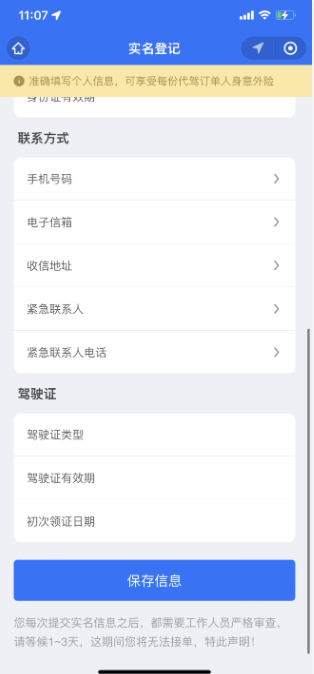 11:07
实名登记
准确填写个人信息，可享受每份代驾订单人身意外险
身份证有效期
联系方式
手机号码
电子信箱
收信地址
紧急联系人
紧急联系人电话
驾驶证
驾驶证类型
驾驶证有效期
初次领证日期
保存信息
您每次提交实名信息之后，都需要工作人员严格审查，
请等候1~3天，这期间您将无法接单，特此声明！